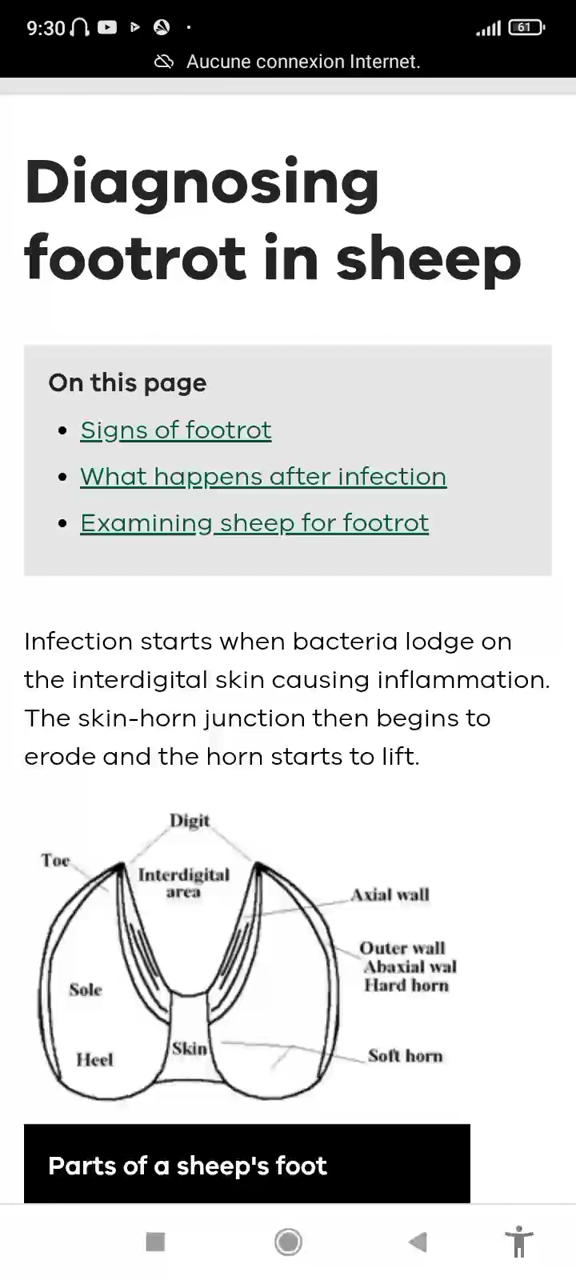 9:30
61
Aucune connexion Internet.
Diagnosing
footrot in sheep
On this page
Signs of footrot
What happens after infection
Examining sheep for footrot
Infection starts when bacteria lodge on
the interdigital skin causing inflammation.
The skin-horn junction then begins to
erode and the horn starts to lift.
Digit
Toe
Interdigital
area
Axial wall
Outer wall
Abaxial wal
Hard horn
Sole
Skin
Heel
Soft horn
Parts of a sheep's foot